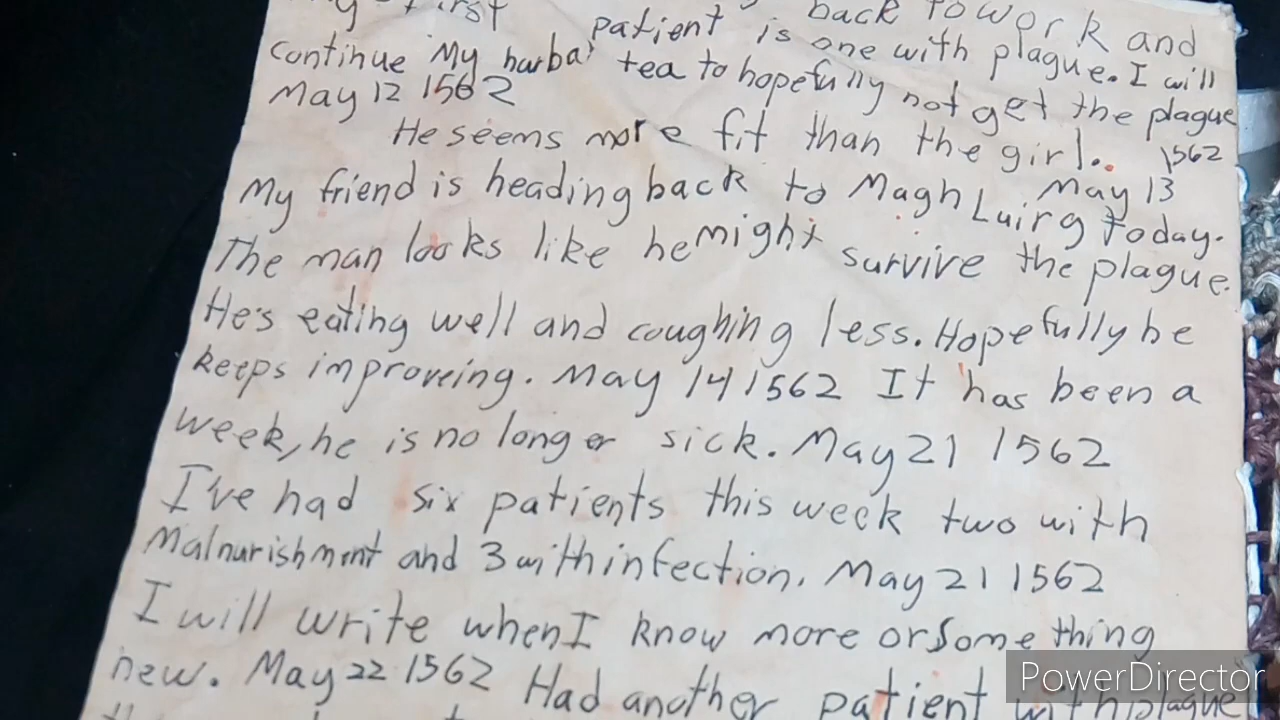 My first back to work and
patient is one with plague. I will
continue My harbal tea to hopefully not get the plague
May 12 1562
He seems more fit than the girl.. 1562
May 13
My friend is heading back to Magh Luirg today.
The man looks like he might survive the plague.
He's eating well and coughing less. Hopefully he
keeps improveing. May 14 1562 It has been a
week, he is no longer sick. May 21 1562
I've had six patients this week two with
Malnurishment and 3 with infection. May 21 1562
I will write when I know more or Something
new. May 22 1562 Had another patient with plague
PowerDirector